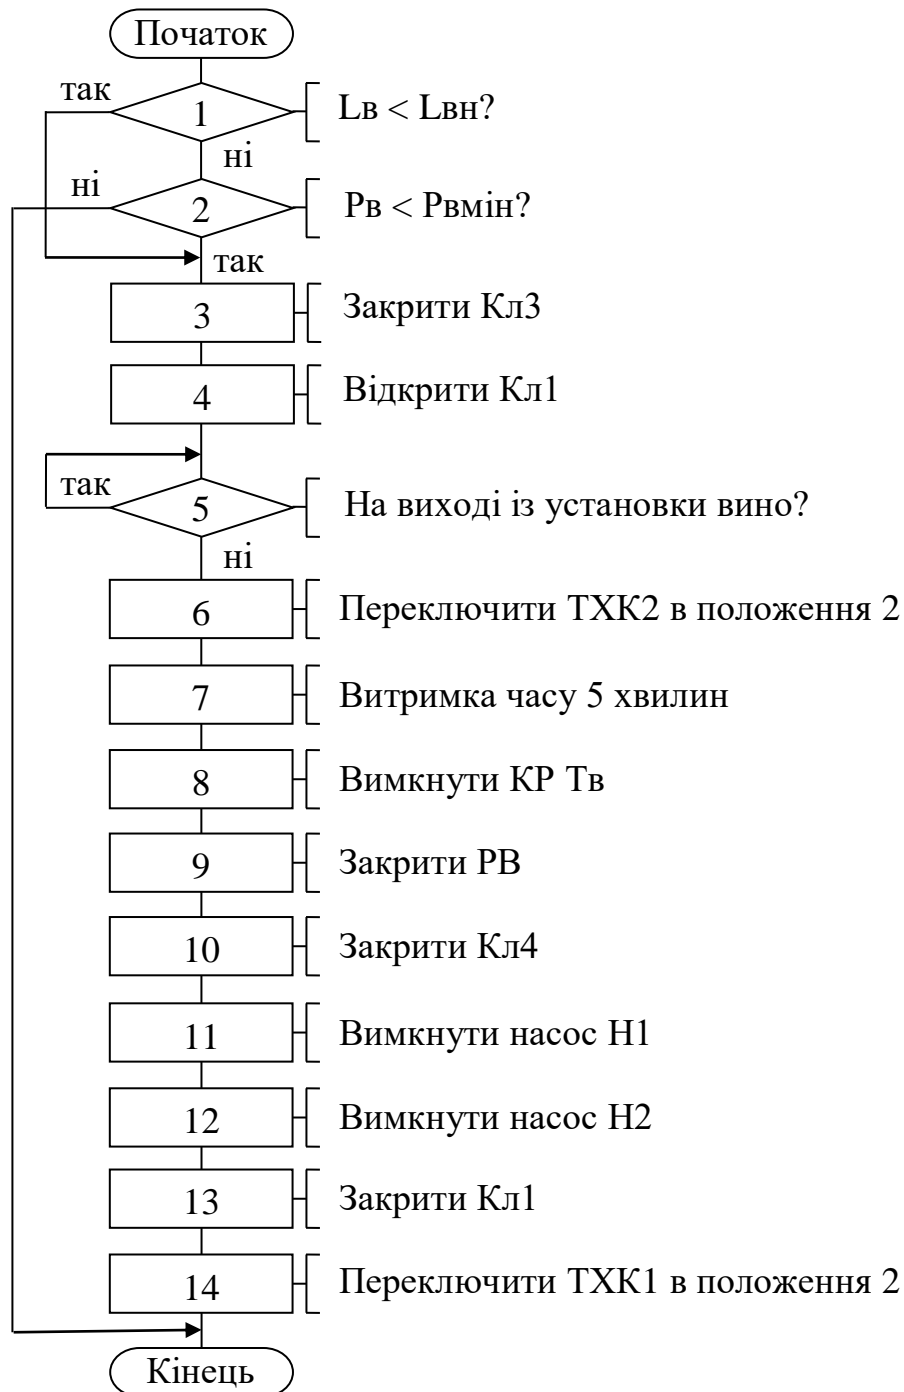 Початок
так
1
Lв < Lвн?
ні
ні
2
Рв < Рвмін?
так
3
Закрити Кл3
4
Відкрити Кл1
так
5
На виході із установки вино?
ні
6
Переключити ТХК2 в положення 2
7
Витримка часу 5 хвилин
8
Вимкнути КР Тв
9
Закрити РВ
10
Закрити Кл4
11
Вимкнути насос Н1
12
Вимкнути насос Н2
13
Закрити Кл1
14
Переключити ТХК1 в положення 2
Кінець